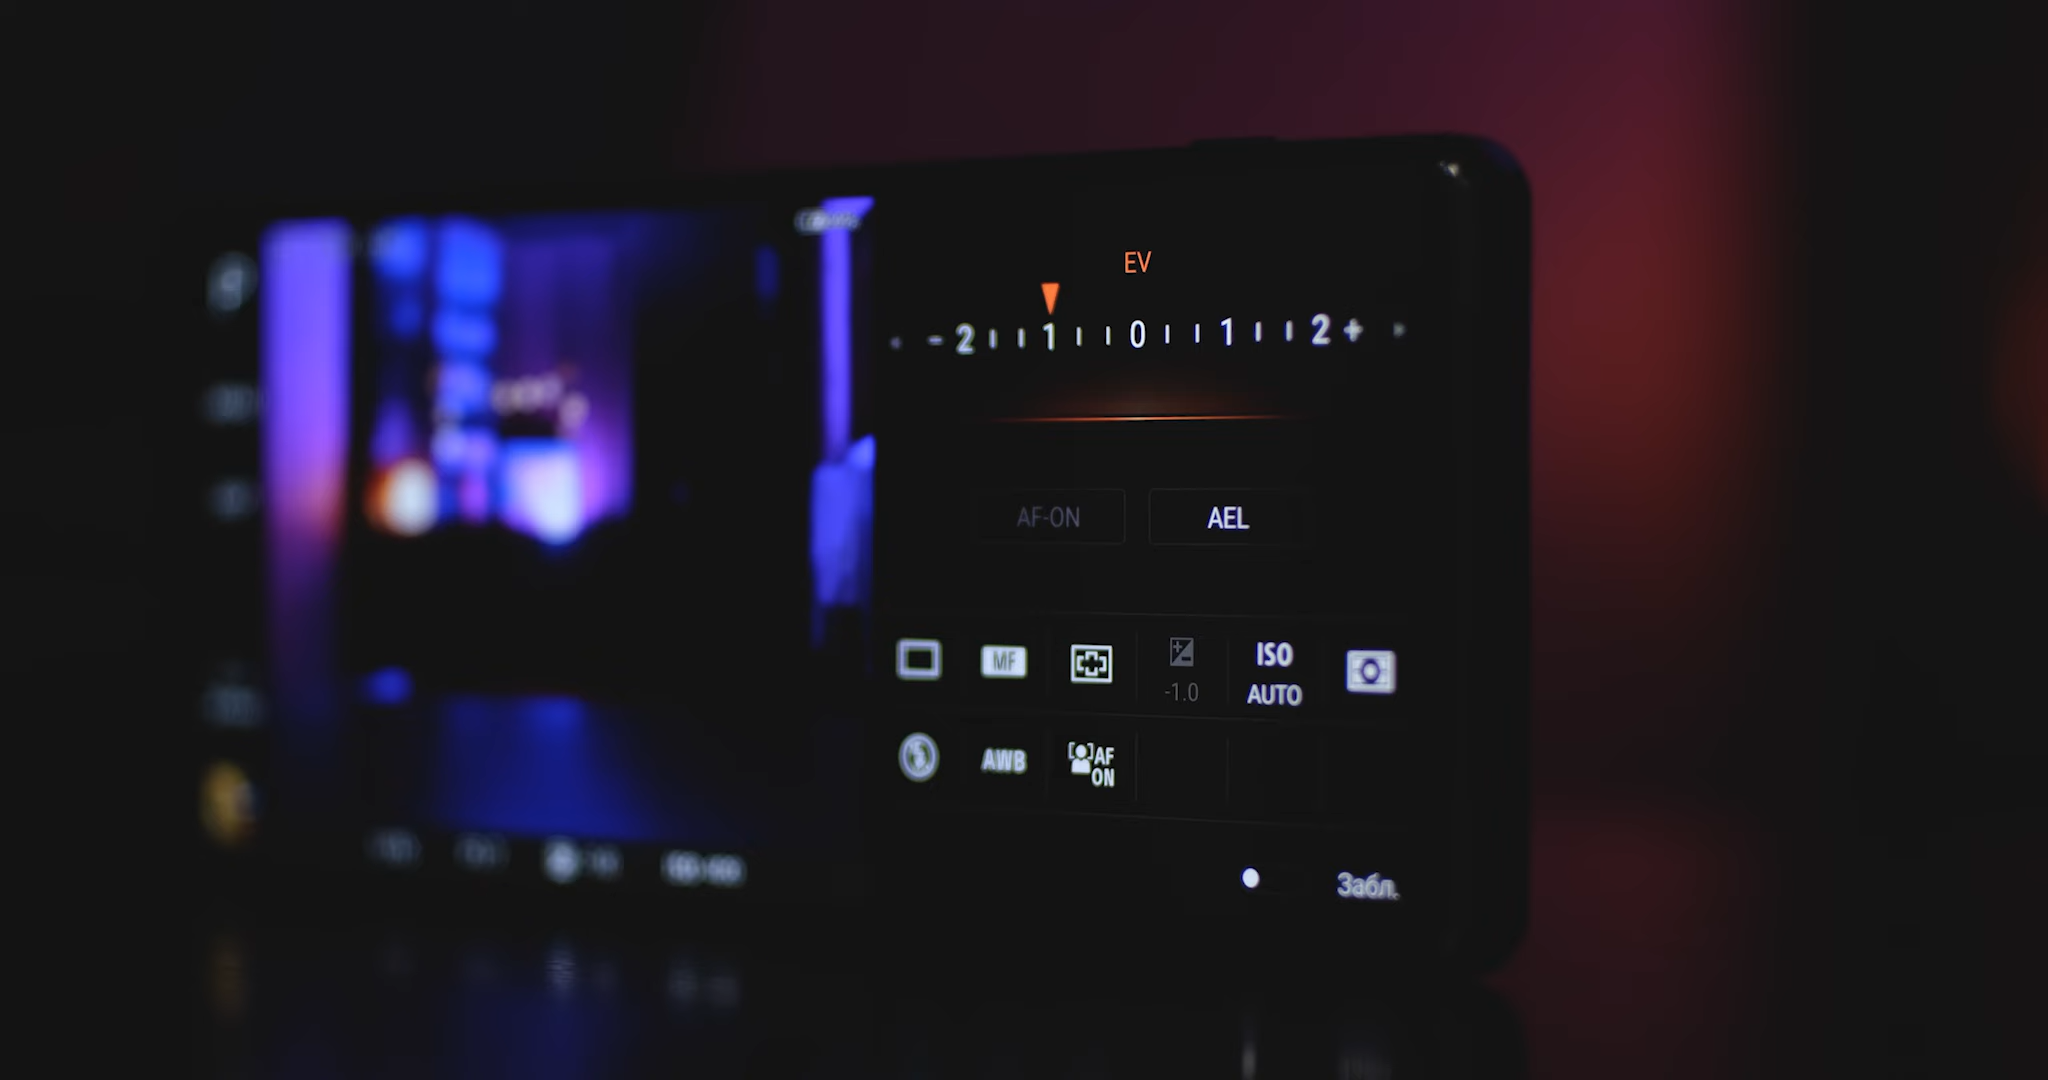 EV
- 2 1 0 1 2 +
AF-ON
AEL
MF
-1.0
ISO
AUTO
AWB
AF
ON
Забл.